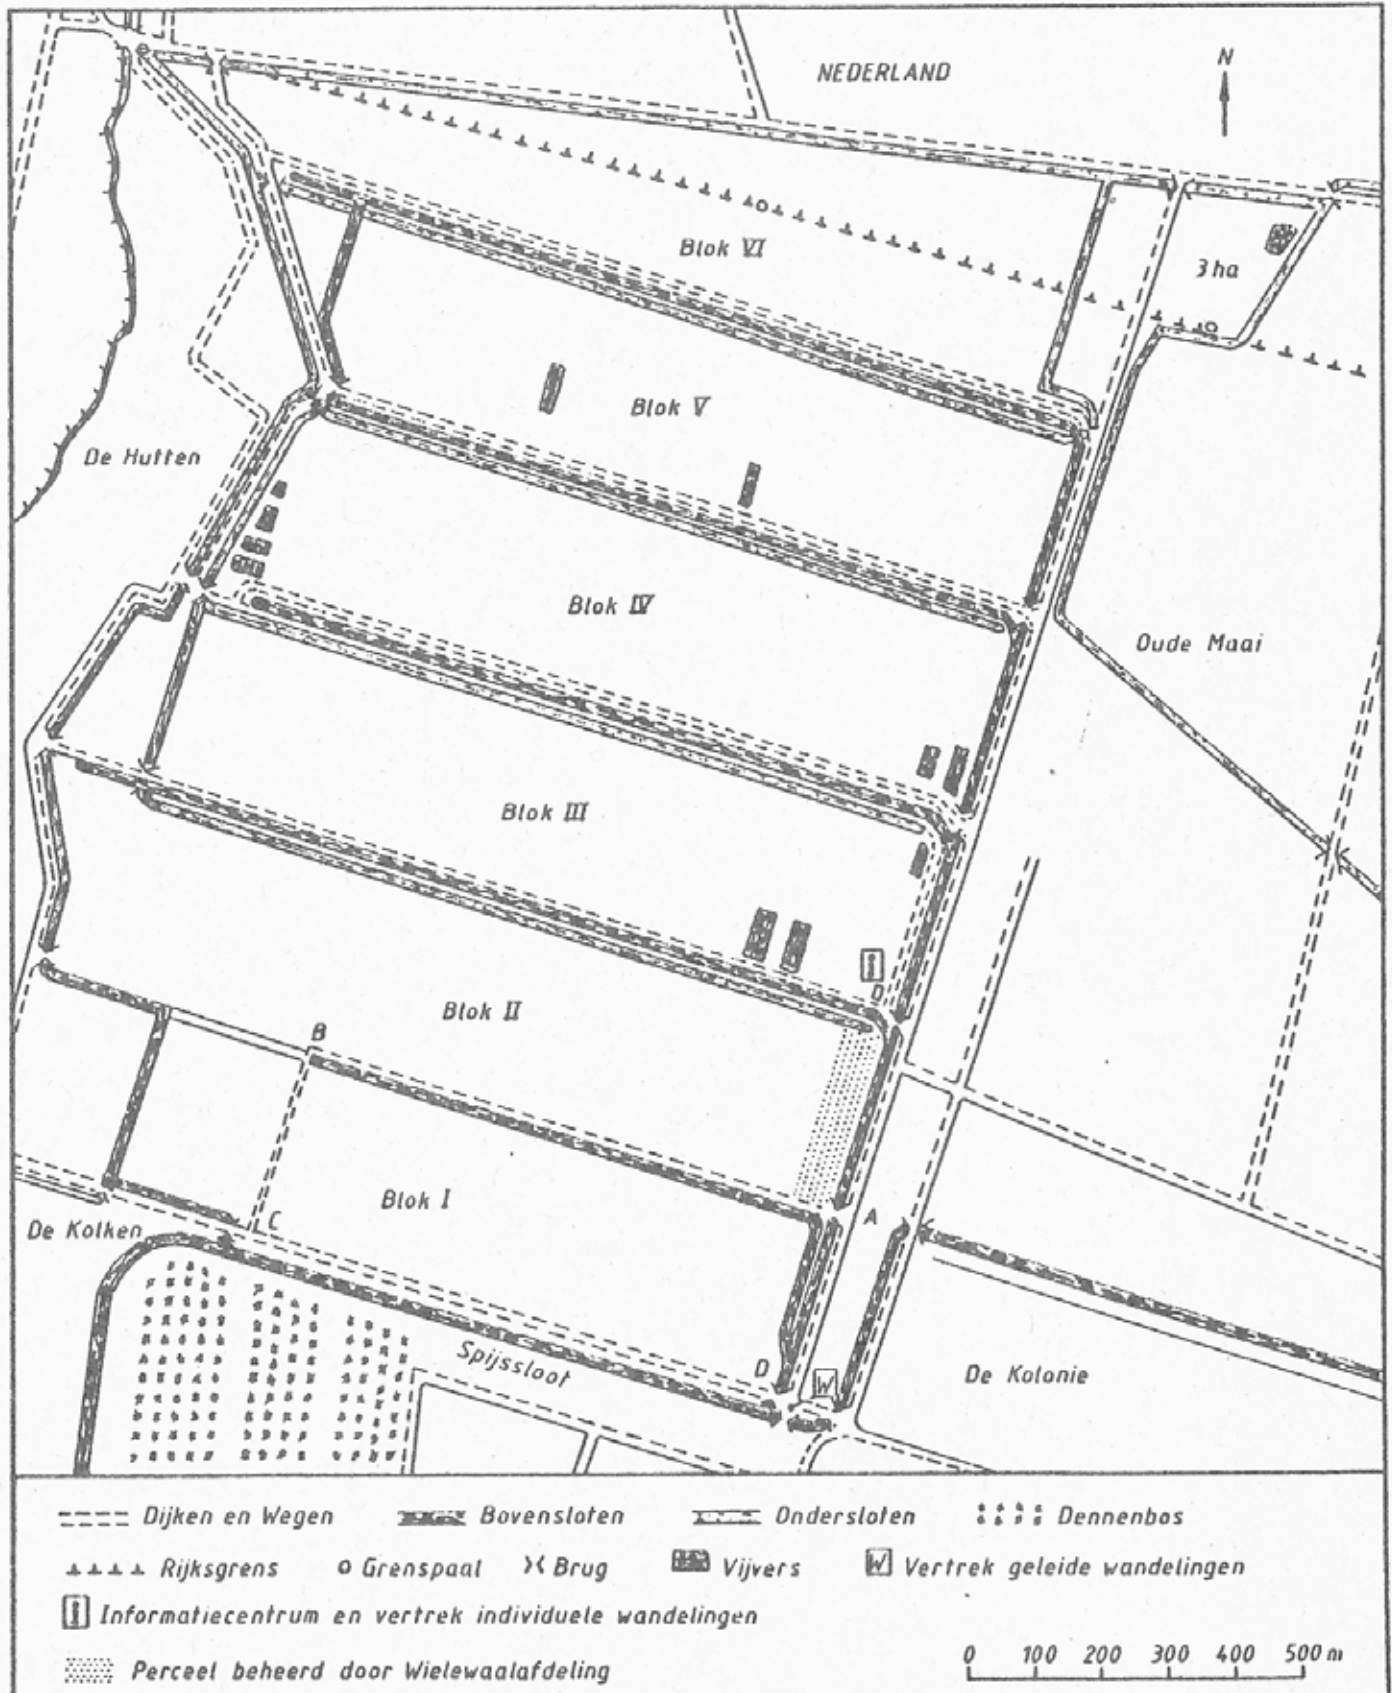 N
NEDERLAND
3 ha
Blok VI
Blok V
De Hutten
Blok IV
Oude Maai
Blok III
D
Blok II
B
A
Blok I
C
De Kolken
Spijssloot
D
W
De Kolonie
Dijken en Wegen Bovensloten Ondersloten Dennenbos
Rijksgrens Grenspaal Brug Vijvers W Vertrek geleide wandelingen
i Informatiecentrum en vertrek individuele wandelingen
Perceel beheerd door Wielewaalafdeling
0 100 200 300 500 m